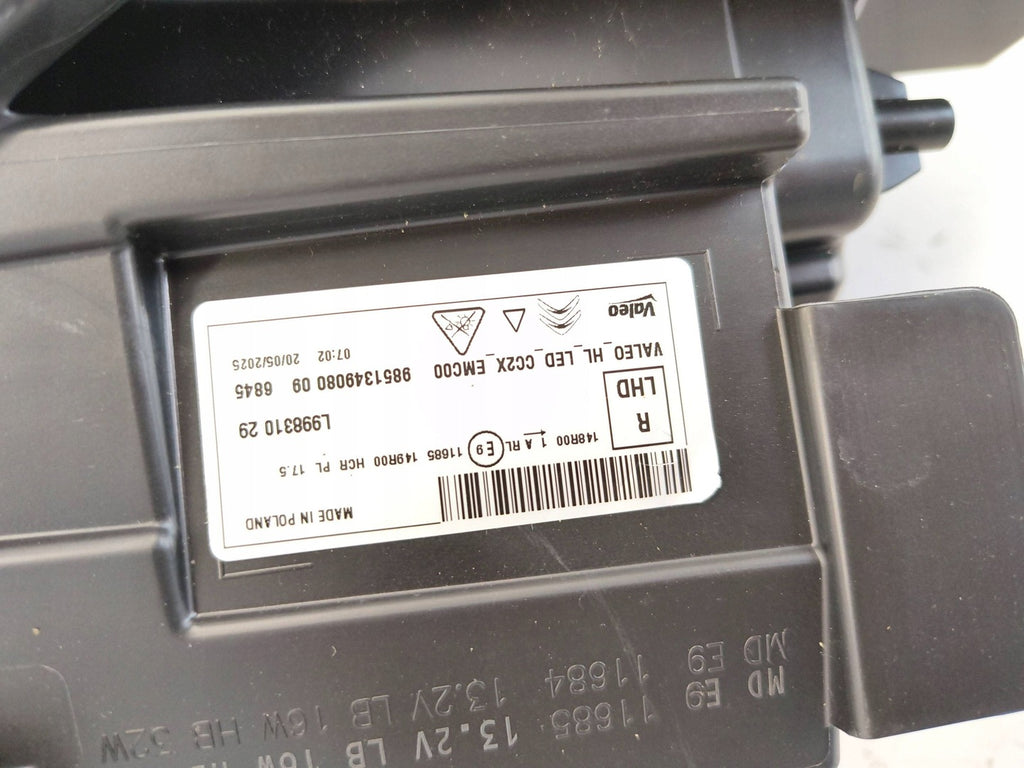 Valeo
VALEO_HL_LED_CC2X_EMC00
R
LHD
9851349080 09 6845
07:02 20/05/2025
L998310 29
148R00 1 A RL E9 11685 149R00 HCR PL 17.5
MADE IN POLAND
MD E9 11684 13.2V LB 16W HB 32W
MD E9 11685 13.2V LB 16W